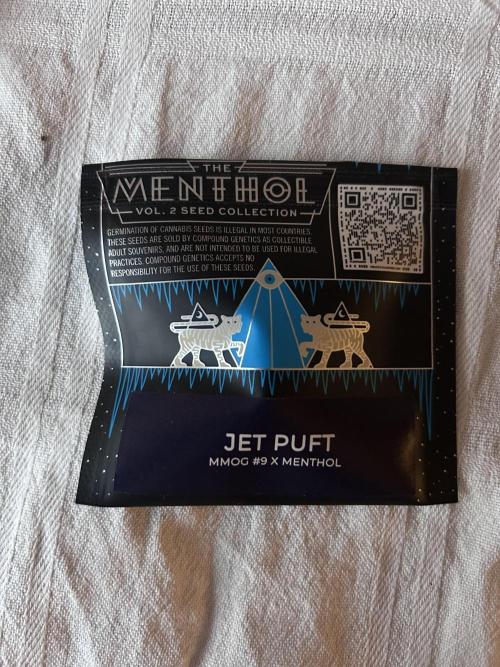 THE
MENTHOL
VOL. 2 SEED COLLECTION
GERMINATION OF CANNABIS SEEDS IS ILLEGAL IN MOST COUNTRIES.
THESE SEEDS ARE SOLD BY COMPOUND GENETICS AS COLLECTIBLE
ADULT SOUVENIRS, AND ARE NOT INTENDED TO BE USED FOR ILLEGAL
PRACTICES. COMPOUND GENETICS ACCEPTS NO
RESPONSIBILITY FOR THE USE OF THESE SEEDS.
JET PUFT
MMOG #9 X MENTHOL